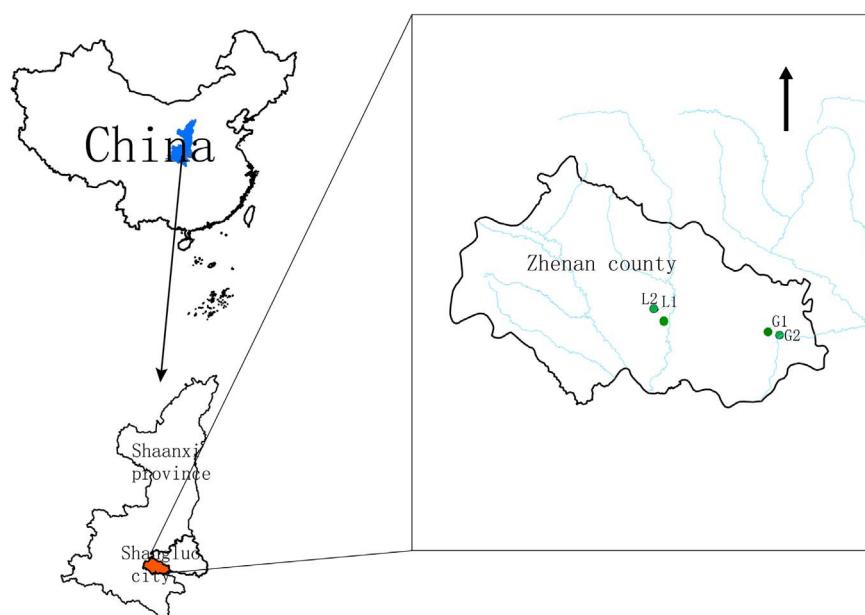 China
Shaanxi
province
Shangluo
city
Zhenan county
L2
L1
G1
G2